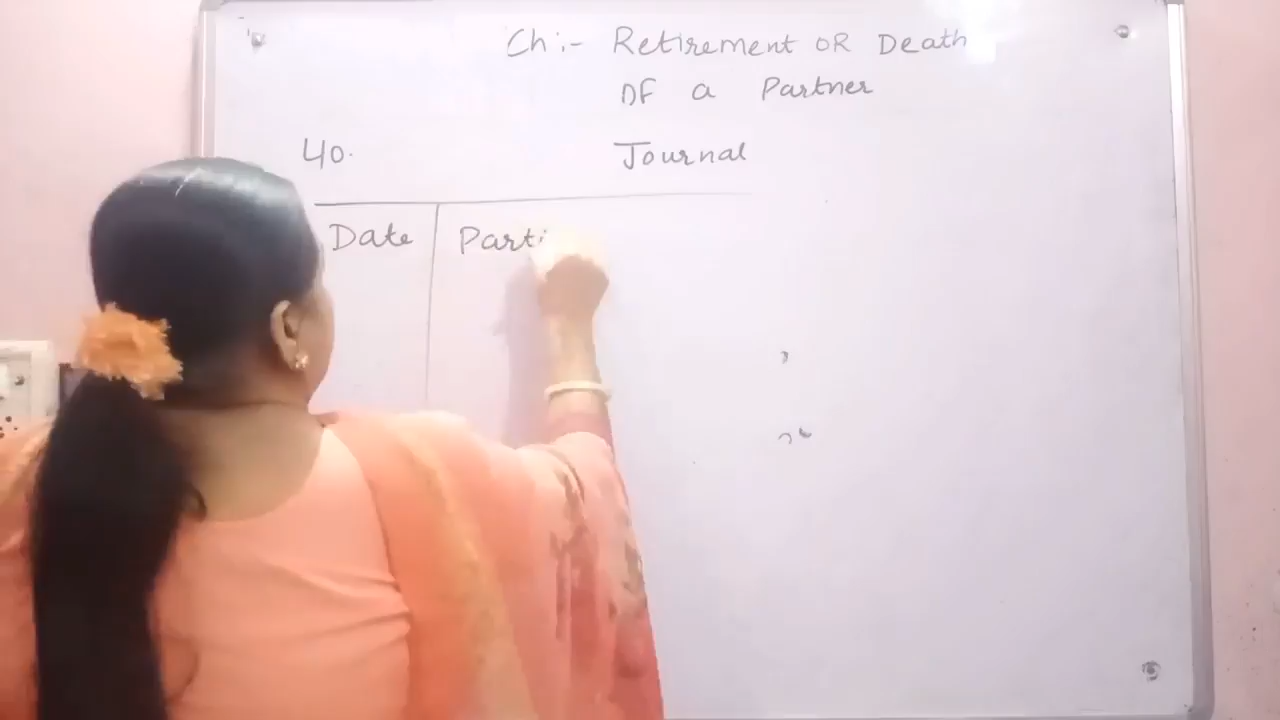 Ch :- Retirement OR Death
OF a Partner
40. Journal
Date Parti